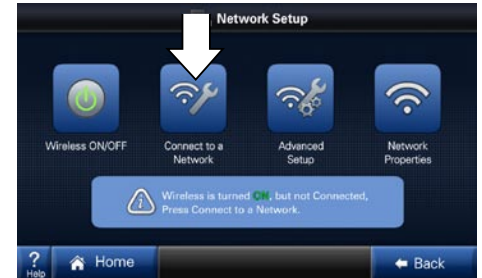 Network Setup
Wireless ON/OFF
Connect to a
Network
Advanced
Setup
Network
Properties
Wireless is turned ON, but not Connected,
Press Connect to a Network.
? Help
Home
Back